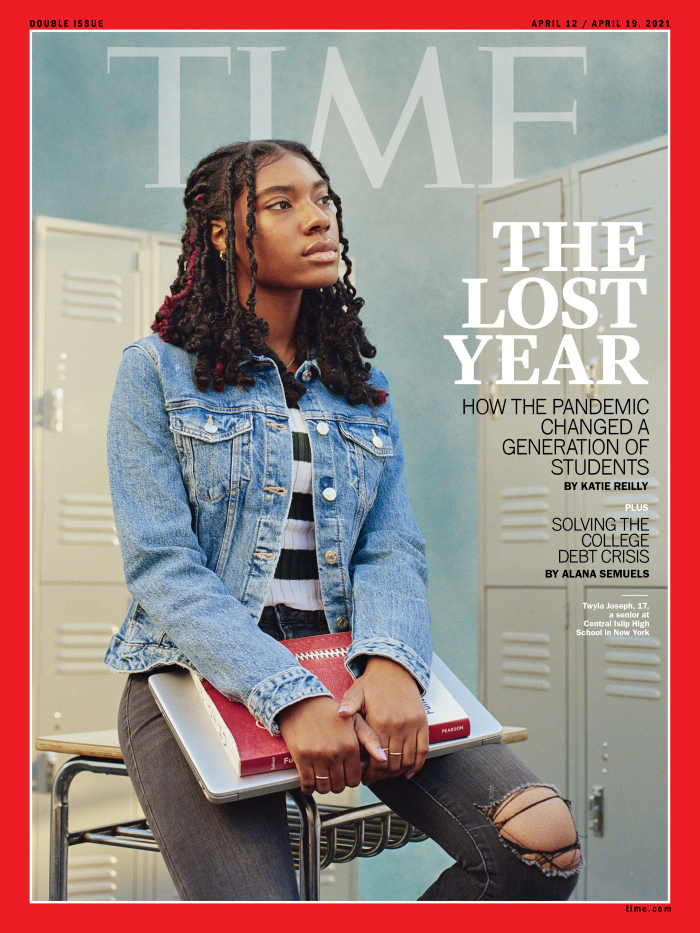 DOUBLE ISSUE
APRIL 12 / APRIL 19, 2021
TIME
THE
LOST
YEAR
HOW THE PANDEMIC
CHANGED A
GENERATION OF
STUDENTS
BY KATIE REILLY
PLUS
SOLVING THE
COLLEGE
DEBT CRISIS
BY ALANA SEMUELS
Twyla Joseph, 17,
a senior at
Central Islip High
School in New York
PEARSON
time.com